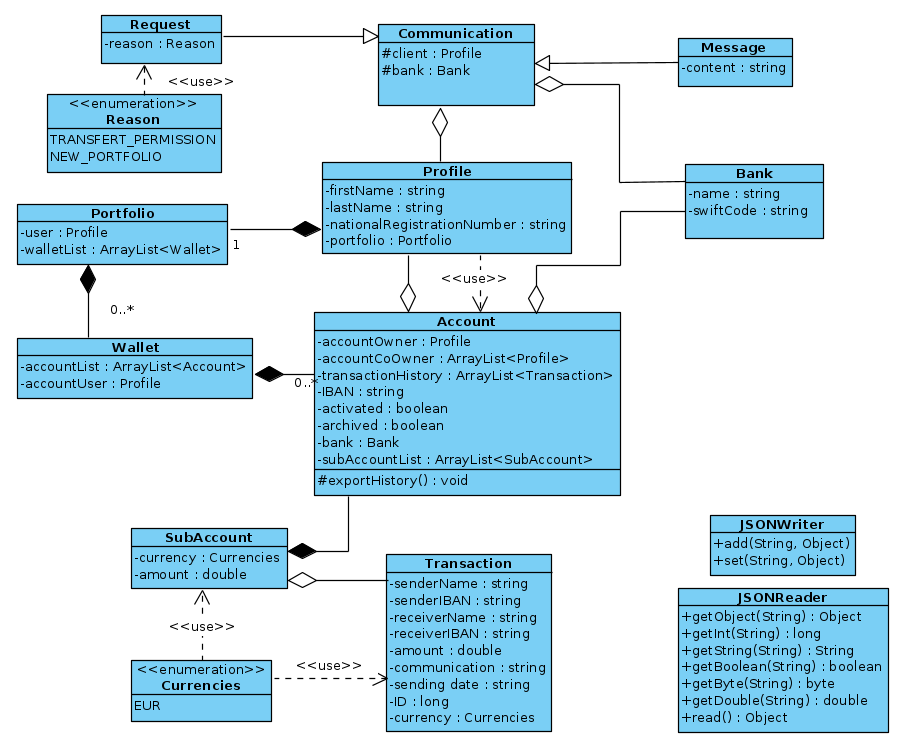 Request
-reason : Reason
<<use>>
<<enumeration>>
Reason
TRANSFERT_PERMISSION
NEW_PORTFOLIO
Communication
#client : Profile
#bank : Bank
Message
-content : string
Portfolio
-user : Profile
-walletList : ArrayList<Wallet>
1
Profile
-firstName : string
-lastName : string
-nationalRegistrationNumber : string
-portfolio : Portfolio
Bank
-name : string
-swiftCode : string
<<use>>
0..*
Wallet
-accountList : ArrayList<Account>
-accountUser : Profile
0..*
Account
-accountOwner : Profile
-accountCoOwner : ArrayList<Profile>
-transactionHistory : ArrayList<Transaction>
-IBAN : string
-activated : boolean
-archived : boolean
-bank : Bank
-subAccountList : ArrayList<SubAccount>
#exportHistory() : void
SubAccount
-currency : Currencies
-amount : double
<<use>>
<<enumeration>>
Currencies
EUR
<<use>>
Transaction
-senderName : string
-senderIBAN : string
-receiverName : string
-receiverIBAN : string
-amount : double
-communication : string
-sending date : string
-ID : long
-currency : Currencies
JSONWriter
+add(String, Object)
+set(String, Object)
JSONReader
+getObject(String) : Object
+getInt(String) : long
+getString(String) : String
+getBoolean(String) : boolean
+getByte(String) : byte
+getDouble(String) : double
+read() : Object